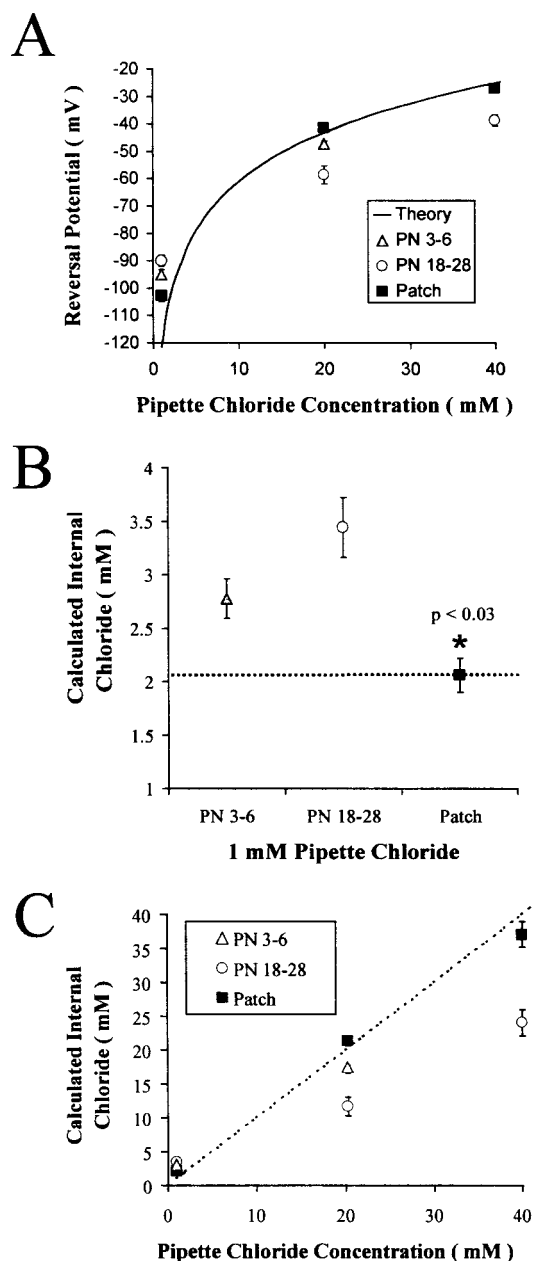 A
-20
-30
-40
-50
-60
-70
-80
-90
-100
-110
-120
Reversal Potential ( mV )
Theory
PN 3-6
PN 18-28
Patch
0 10 20 30 40
Pipette Chloride Concentration ( mM )
B
4
3.5
3
2.5
2
1.5
1
Calculated Internal
Chloride ( mM )
p < 0.03
*
PN 3-6 PN 18-28 Patch
1 mM Pipette Chloride
C
40
35
30
25
20
15
10
5
0
Calculated Internal
Chloride ( mM )
PN 3-6
PN 18-28
Patch
0 10 20 30 40
Pipette Chloride Concentration ( mM )